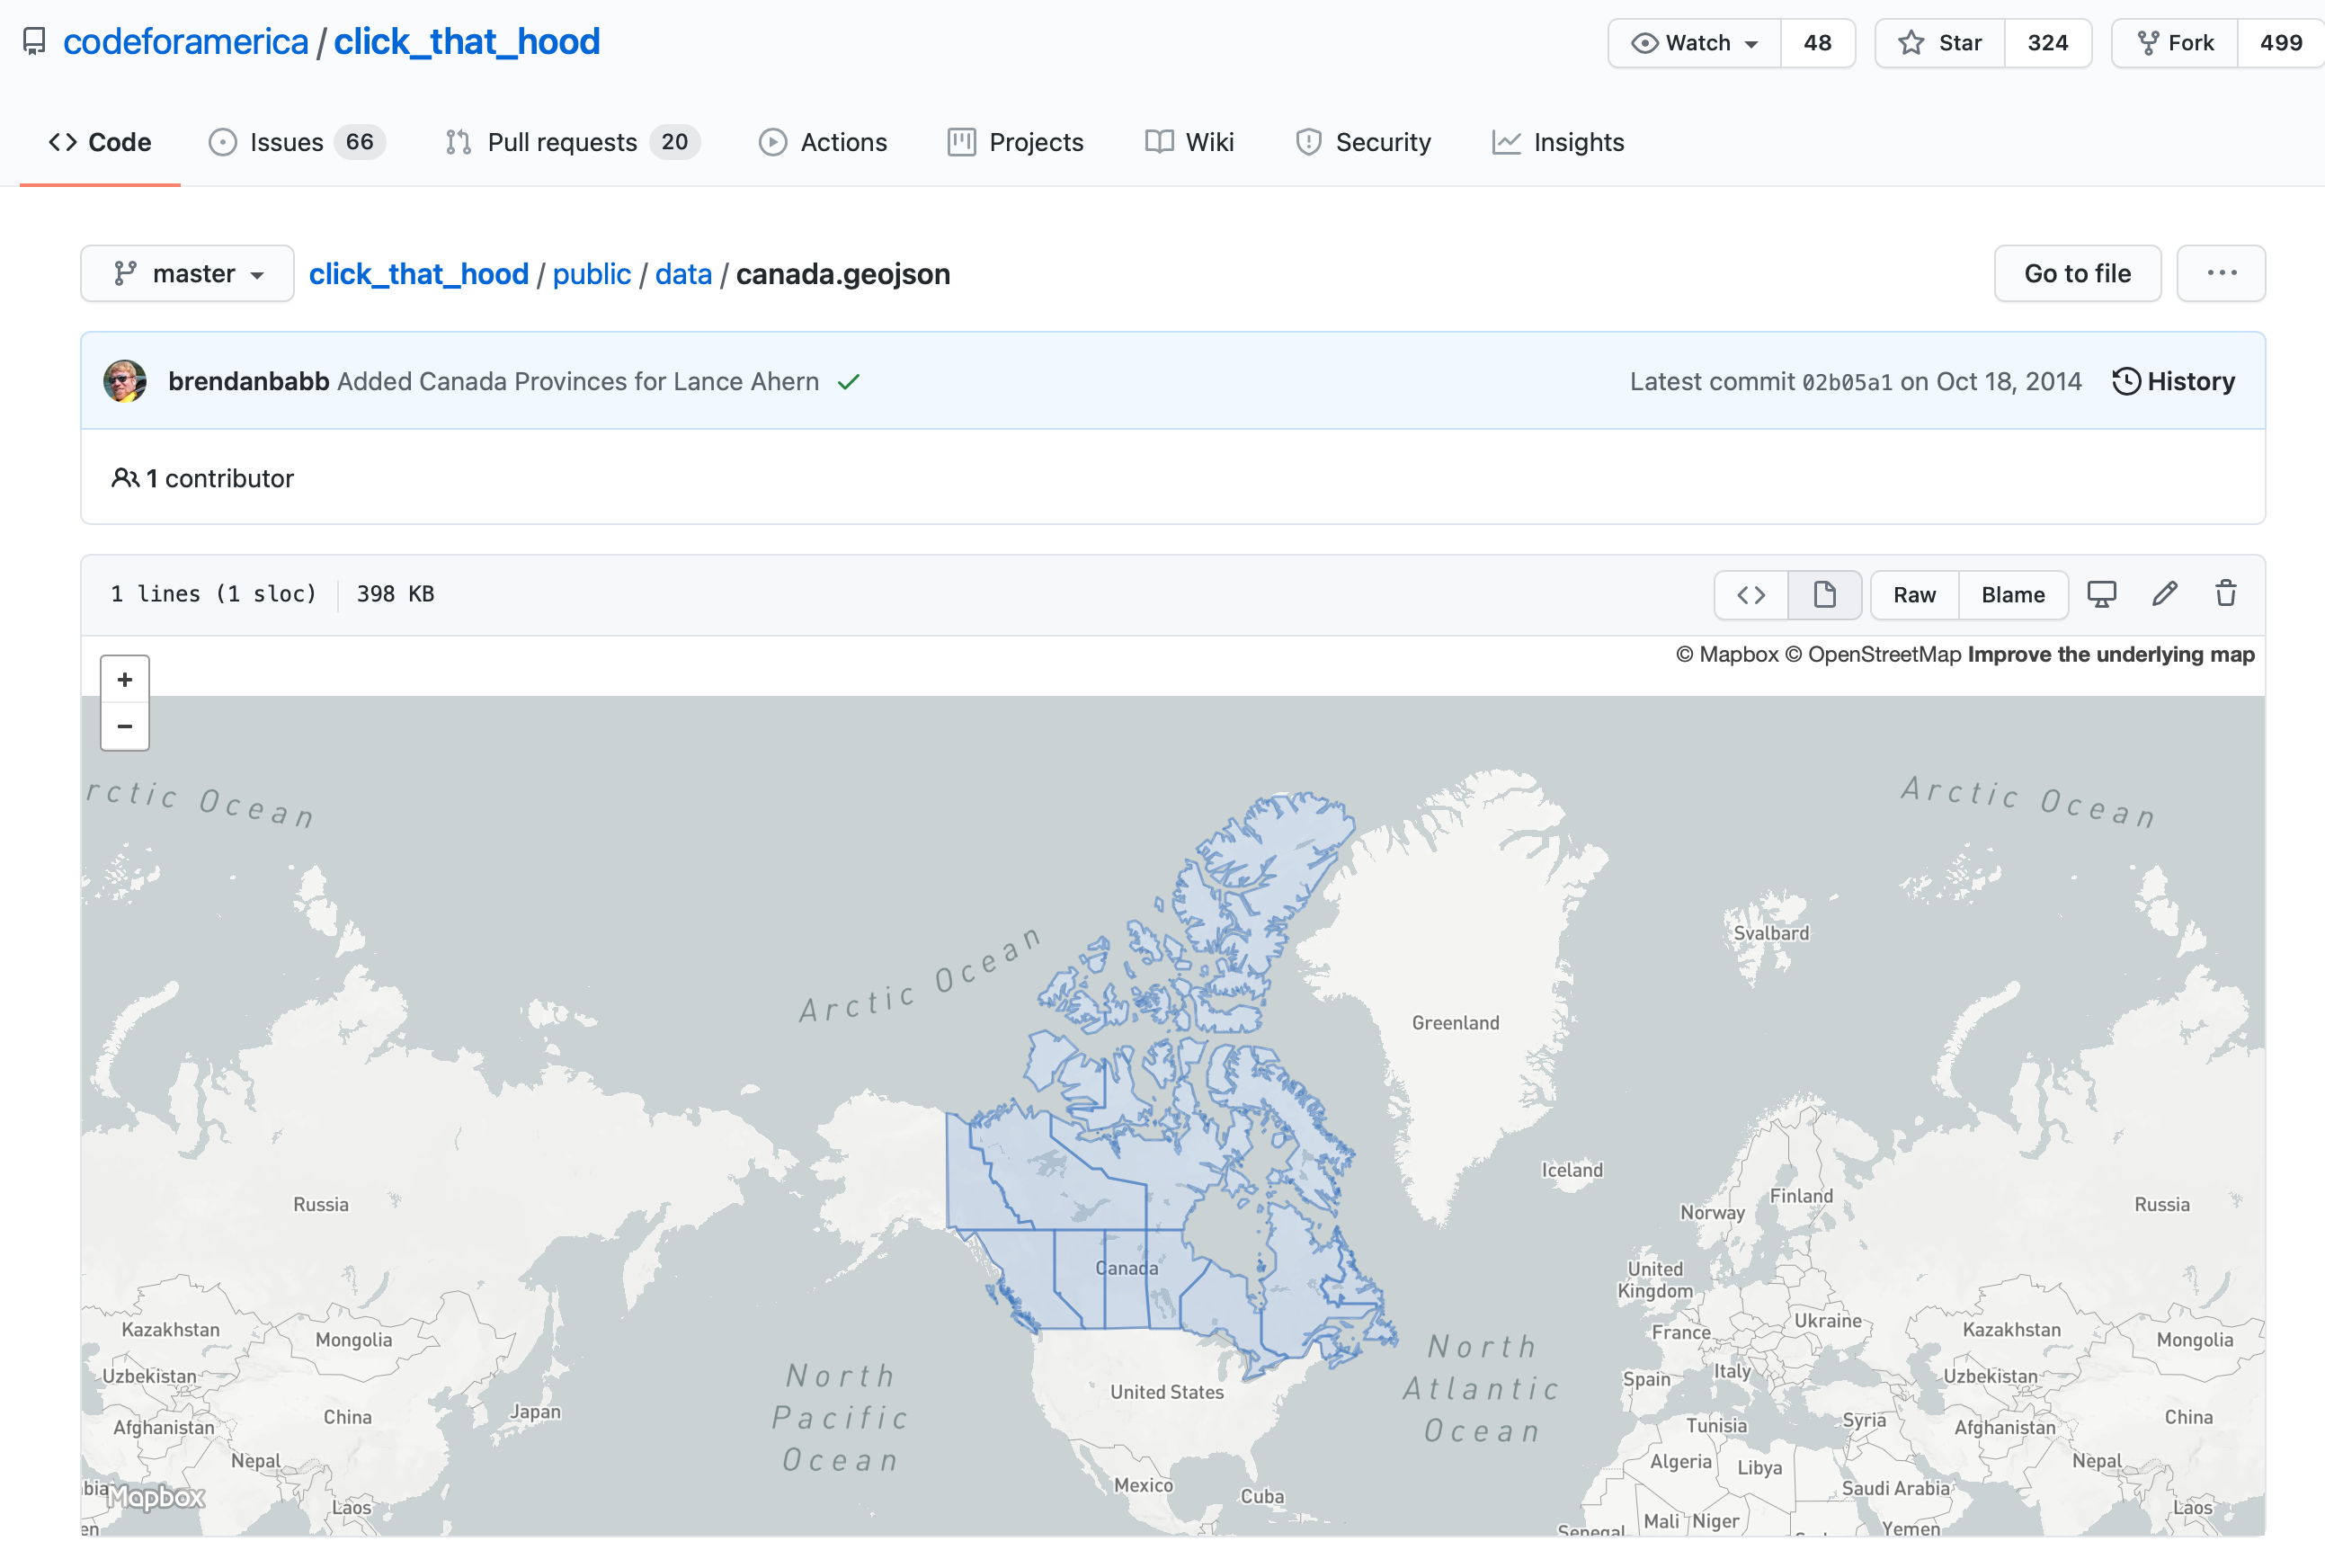 codeforamerica / click_that_hood
Watch 48 Star 324 Fork 499
Code Issues 66 Pull requests 20 Actions Projects Wiki Security Insights
master click_that_hood / public / data / canada.geojson Go to file ...
brendanbabb Added Canada Provinces for Lance Ahern Latest commit 02b05a1 on Oct 18, 2014 History
1 contributor
1 lines (1 sloc) 398 KB <> Raw Blame
+
© Mapbox © OpenStreetMap Improve the underlying map
−
rctic Ocean
Arctic Ocean
Svalbard
Arctic Ocean
Greenland
Iceland
Russia
Finland
Norway
Russia
Canada
United
Kingdom
Kazakhstan
Mongolia
France
Ukraine
Kazakhstan
Mongolia
Uzbekistan
North
Pacific
Ocean
United States
North
Atlantic
Ocean
Spain
Italy
Uzbekistan
Afghanistan
China
Japan
Tunisia
Syria
Afghanistan
China
Nepal
Algeria
Libya
Nepal
Mexico
Cuba
Saudi Arabia
bia
Mapbox
Laos
Laos
en
Senegal
Mali
Niger
Yemen